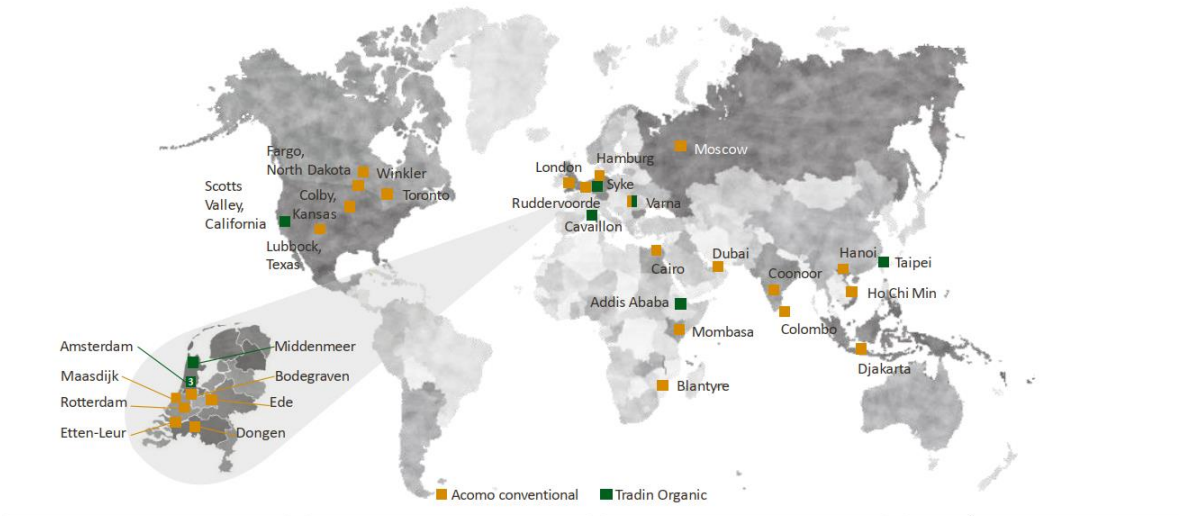 Fargo,
North Dakota
Winkler
Scotts
Valley,
California
Colby,
Kansas
Toronto
Lubbock,
Texas
London
Hamburg
Moscow
Syke
Ruddervoorde
Varna
Cavaillon
Cairo
Dubai
Hanoi
Taipei
Coonoor
Addis Ababa
Ho Chi Min
Mombasa
Colombo
Djakarta
Blantyre
Amsterdam
Middenmeer
Maasdijk
3
Bodegraven
Rotterdam
Ede
Etten-Leur
Dongen
Acomo conventional
Tradin Organic